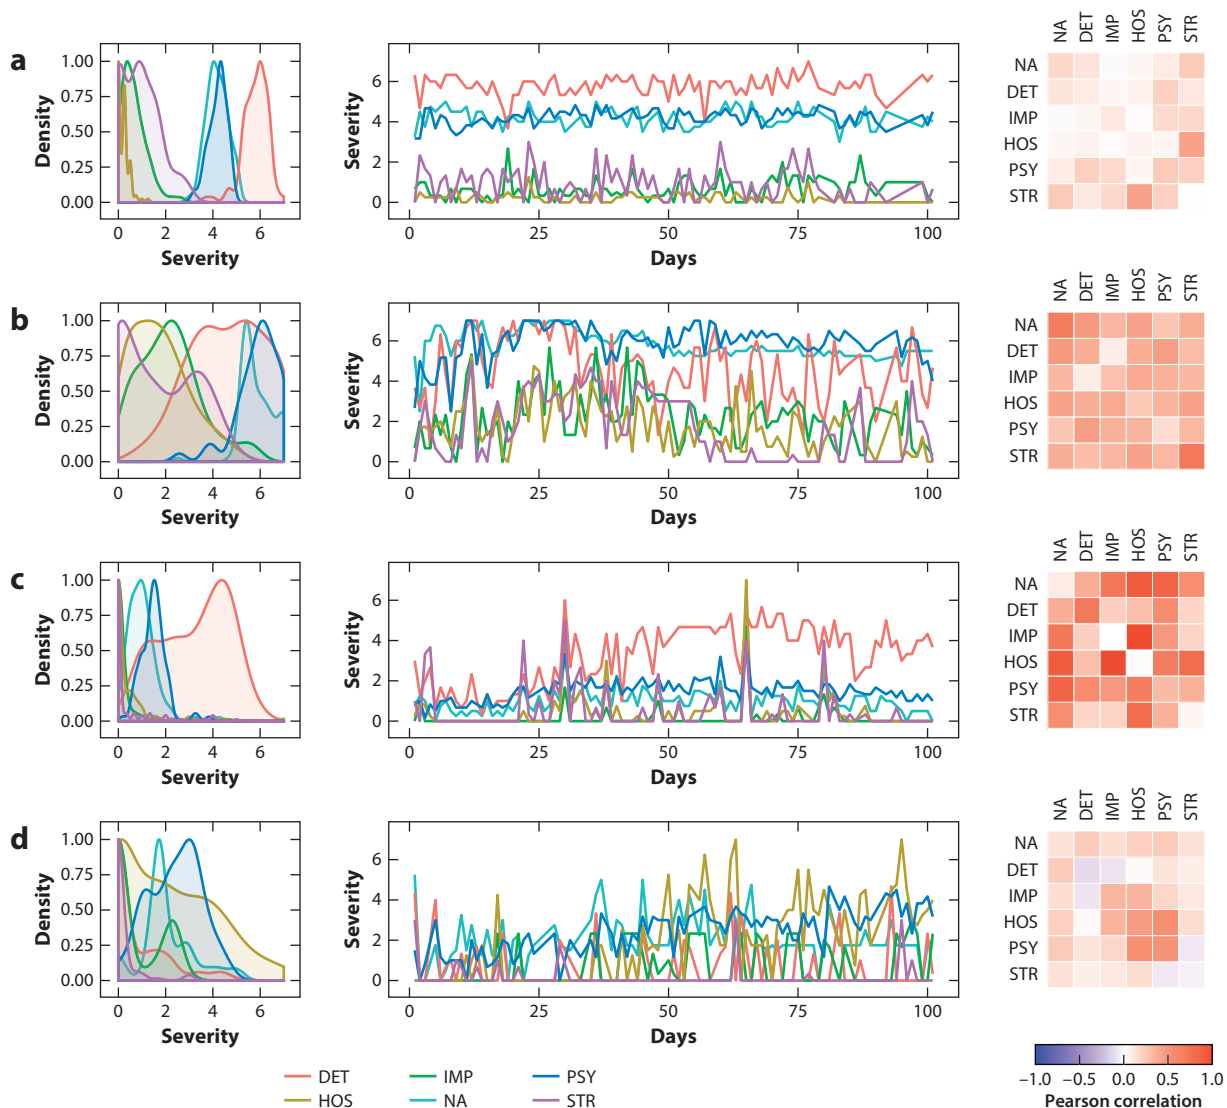 a
1.00
0.75
0.50
0.25
0.00
Density
0 2 4 6
Severity
6
4
2
0
Severity
0 25 50 75 100
Days
NA DET IMP HOS PSY STR
NA
DET
IMP
HOS
PSY
STR
b
1.00
0.75
0.50
0.25
0.00
Density
0 2 4 6
Severity
6
4
2
0
Severity
0 25 50 75 100
Days
NA DET IMP HOS PSY STR
NA
DET
IMP
HOS
PSY
STR
c
1.00
0.75
0.50
0.25
0.00
Density
0 2 4 6
Severity
6
4
2
0
Severity
0 25 50 75 100
Days
NA DET IMP HOS PSY STR
NA
DET
IMP
HOS
PSY
STR
d
1.00
0.75
0.50
0.25
0.00
Density
0 2 4 6
Severity
6
4
2
0
Severity
0 25 50 75 100
Days
NA DET IMP HOS PSY STR
NA
DET
IMP
HOS
PSY
STR
DET IMP PSY
HOS NA STR
−1.0 −0.5 0.0 0.5 1.0
Pearson correlation